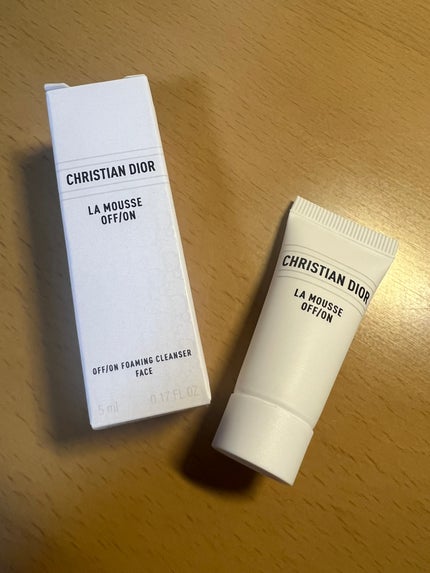 CHRISTIAN DIOR
LA MOUSSE
OFF/ON
OFF/ON FOAMING CLEANSER
FACE
5 ml 0.17 FL OZ
CHRISTIAN DIOR
LA MOUSSE
OFF/ON